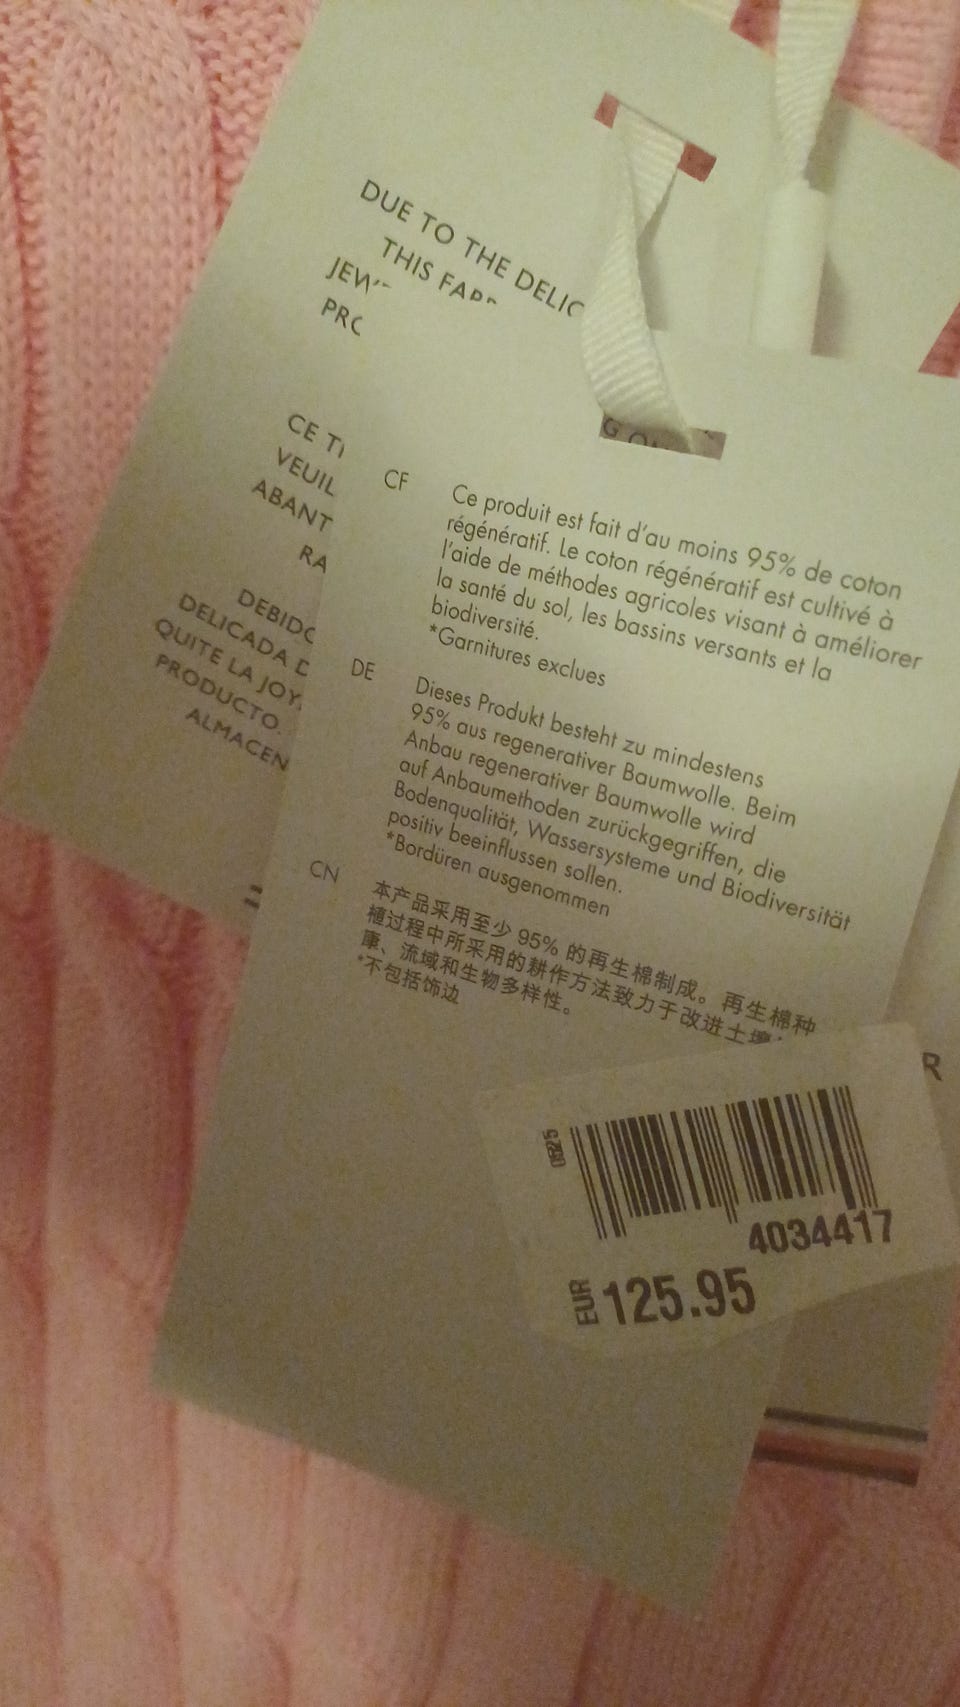 DUE TO THE DELIC
THIS
CE
VEUIL
ABANT
RA
DEBIDO
DELICADA D
QUITE LA JOY
PRODUCTO.
ALMACEN
G
CF
Ce produit est fait d'au moins 95% de coton
régénératif. Le coton régénératif est cultivé à
l'aide de méthodes agricoles visant à améliorer
la santé du sol, les bassins versants et la
biodiversité.
*Garnitures exclues
DE
Dieses Produkt besteht zu mindestens
95% aus regenerativer Baumwolle. Beim
Anbau regenerativer Baumwolle wird
auf Anbaumethoden zurückgegriffen, die
Bodenqualität, Wassersysteme und Biodiversität
positiv beeinflussen sollen.
*Bordüren ausgenommen
CN
本产品采用至少 95% 的再生棉制成。再生棉种
植过程中所采用的耕作方法致力于改进土壤
康、流域和生物多样性。
*不包括饰边
R
0525
4034417
EUR 125.95